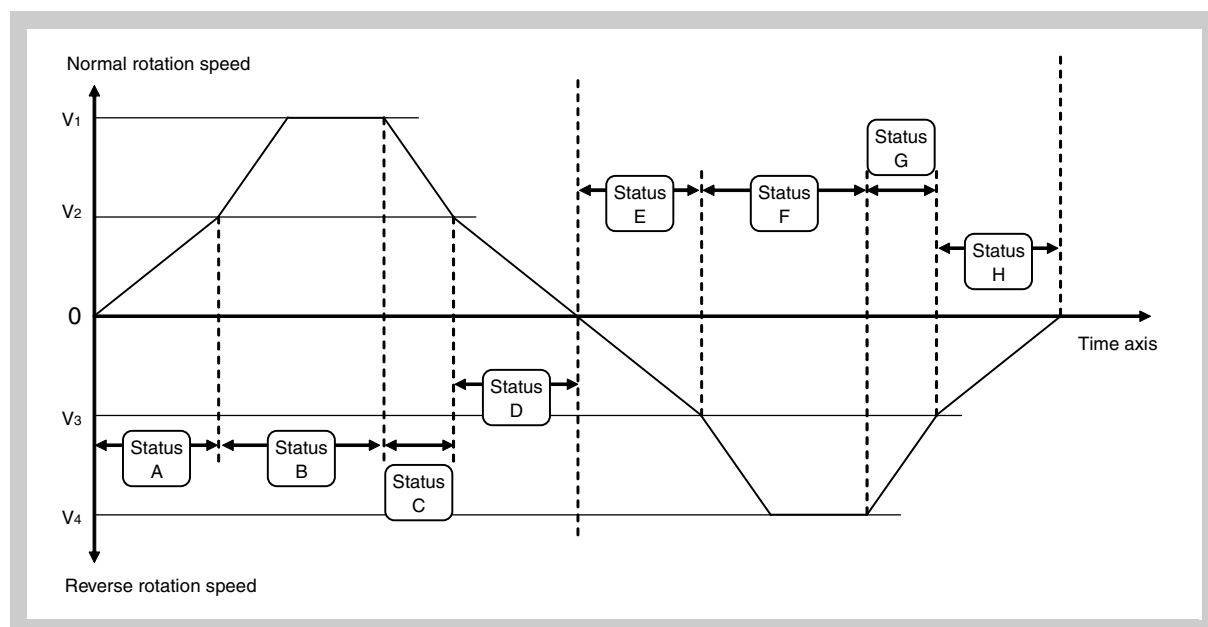 Normal rotation speed
V1
Status
G
Status
E
Status
F
V2
Status
H
0
Time axis
Status
D
V3
Status
A
Status
B
Status
C
V4
Reverse rotation speed